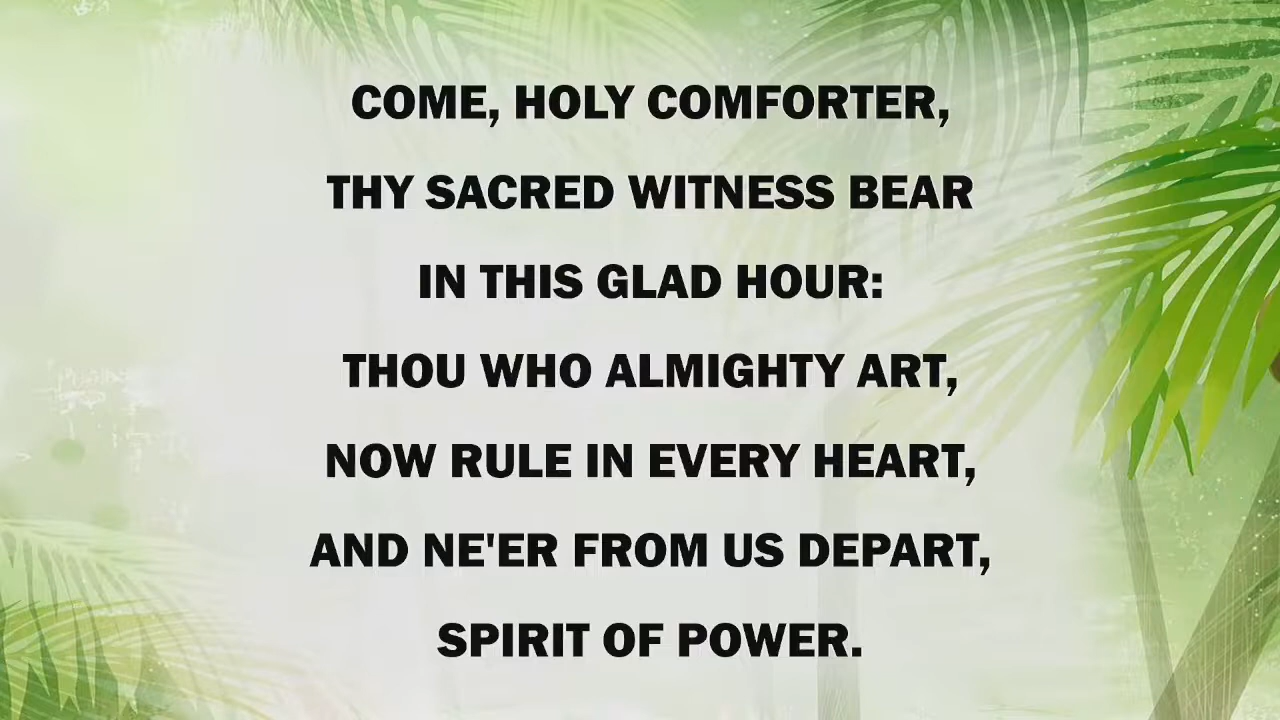 COME, HOLY COMFORTER,
THY SACRED WITNESS BEAR
IN THIS GLAD HOUR:
THOU WHO ALMIGHTY ART,
NOW RULE IN EVERY HEART,
AND NE'ER FROM US DEPART,
SPIRIT OF POWER.